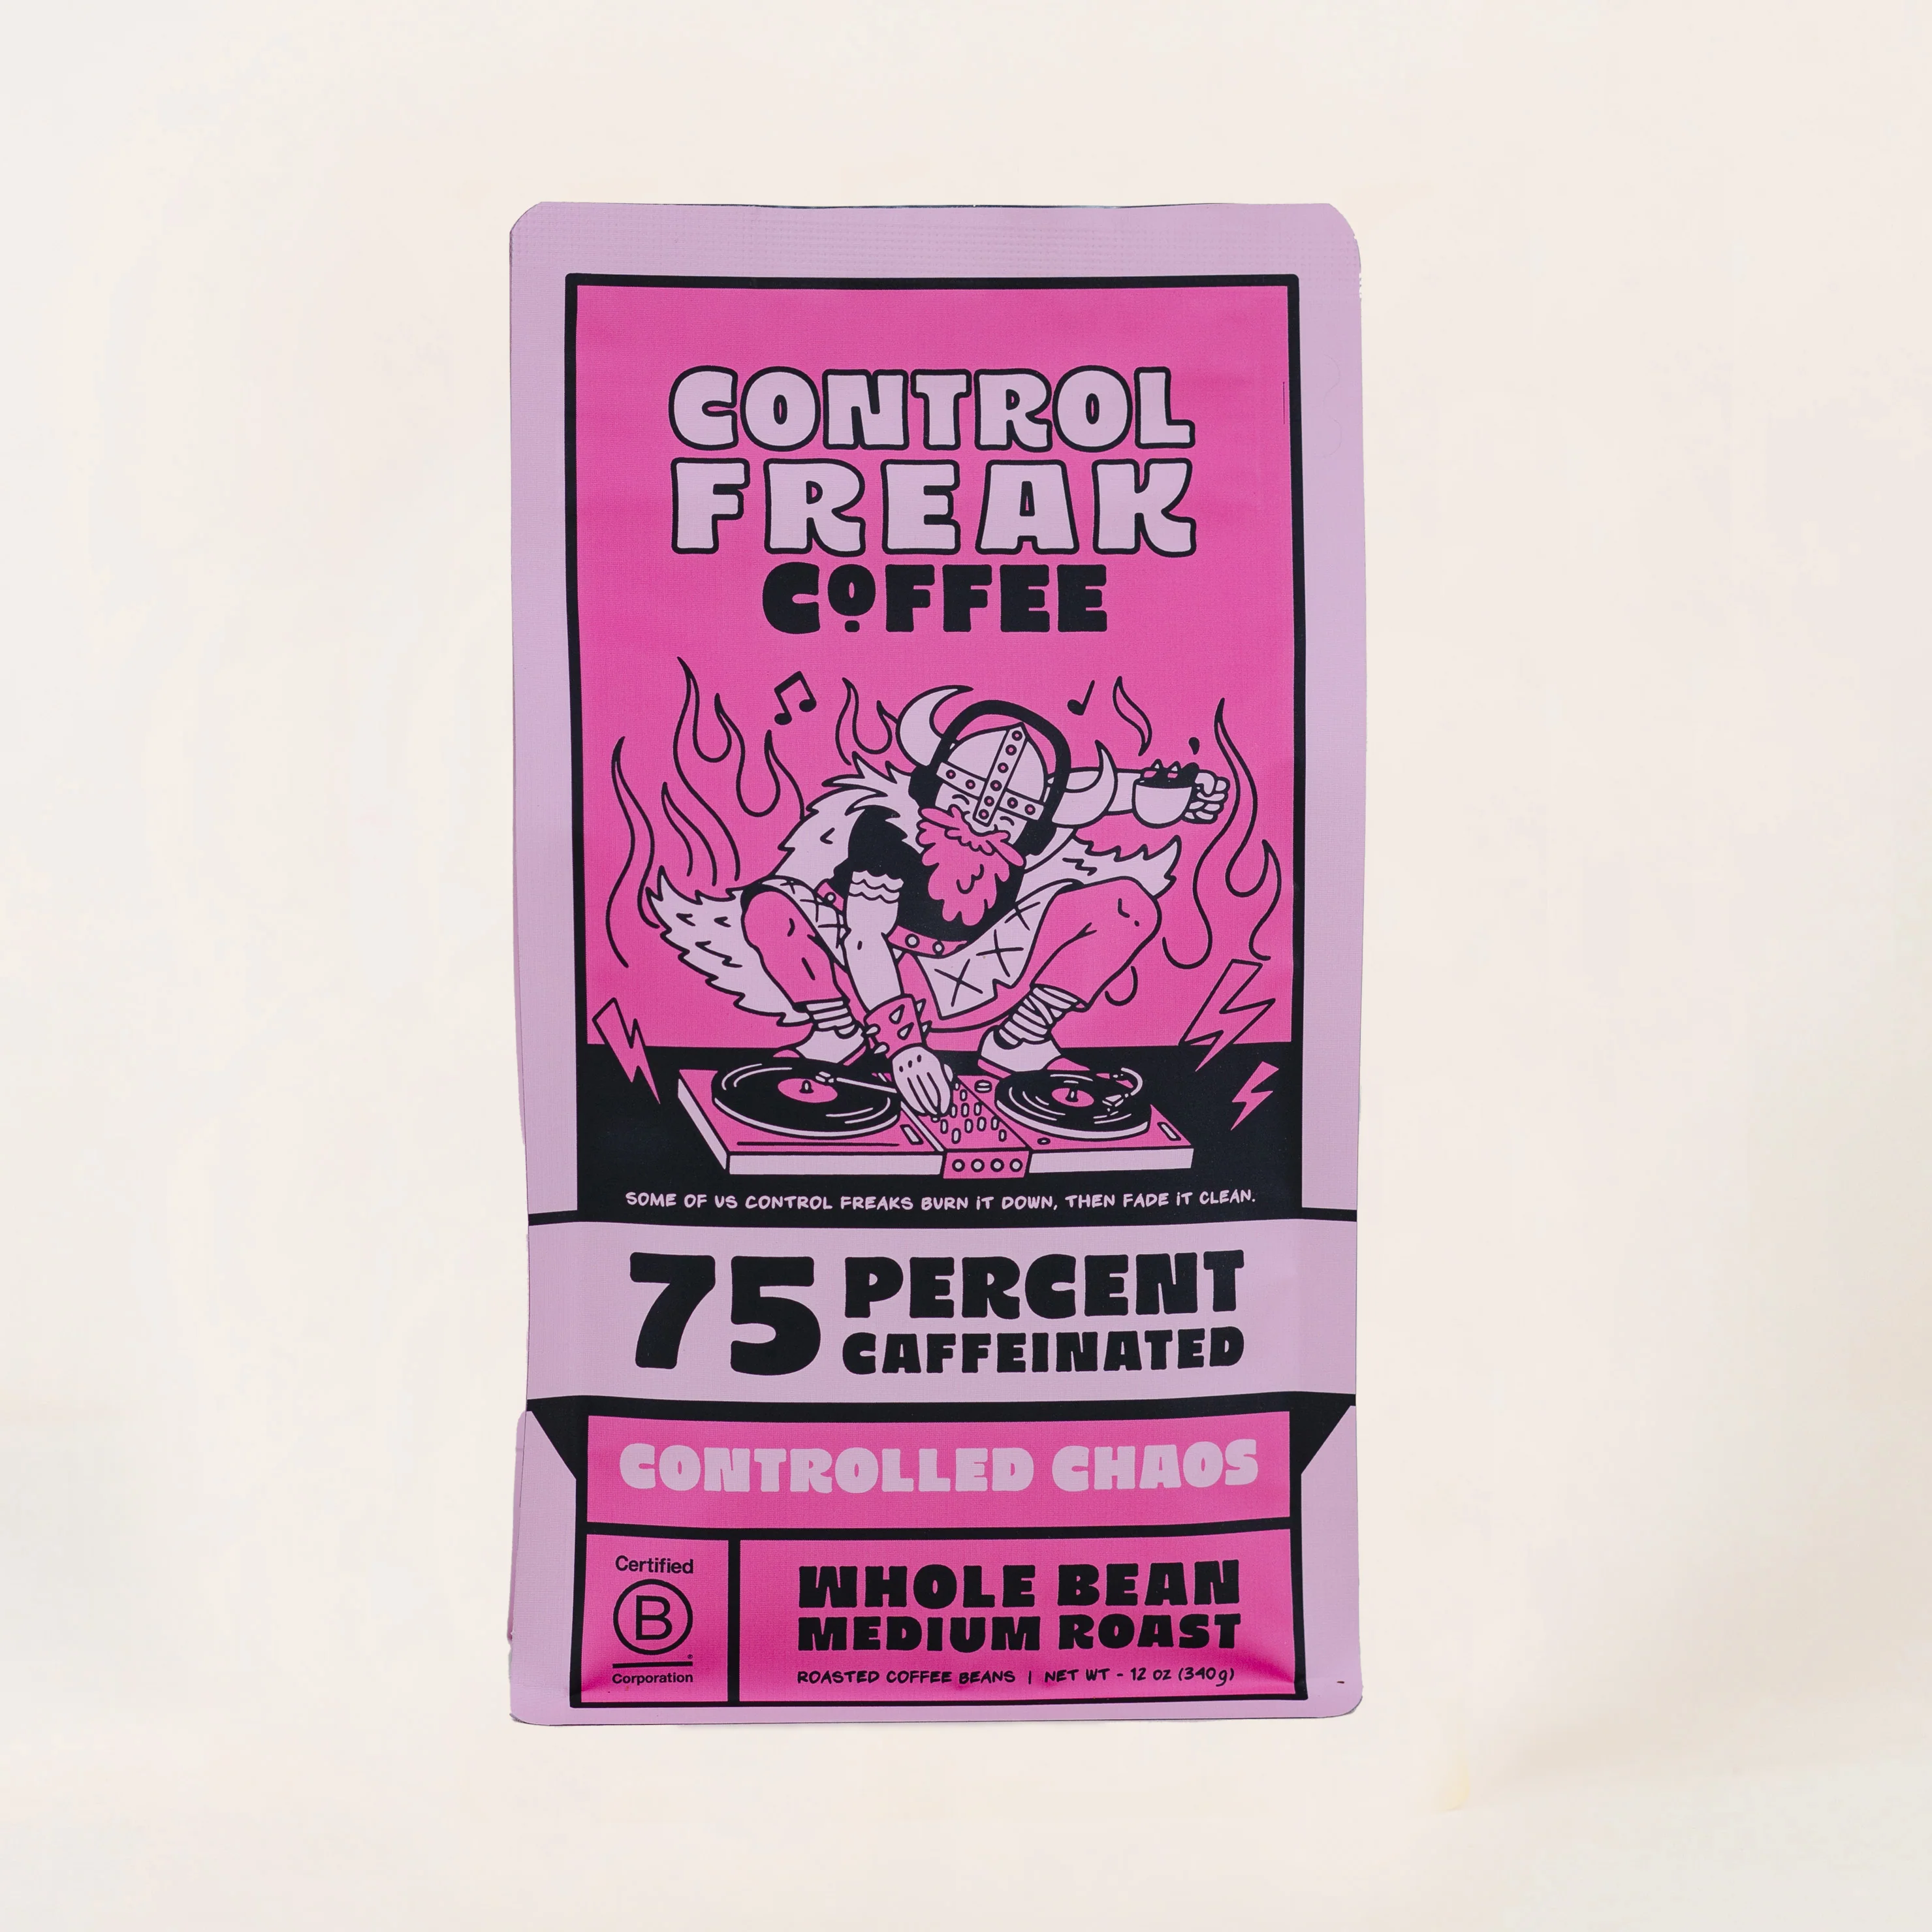 CONTROL
FREAK
COFFEE
SOME OF US CONTROL FREAKS BURN IT DOWN, THEN FADE IT CLEAN.
75 PERCENT
CAFFEINATED
CONTROLLED CHAOS
Certified
B
®
Corporation
WHOLE BEAN
MEDIUM ROAST
ROASTED COFFEE BEANS | NET WT - 12 OZ (340g)